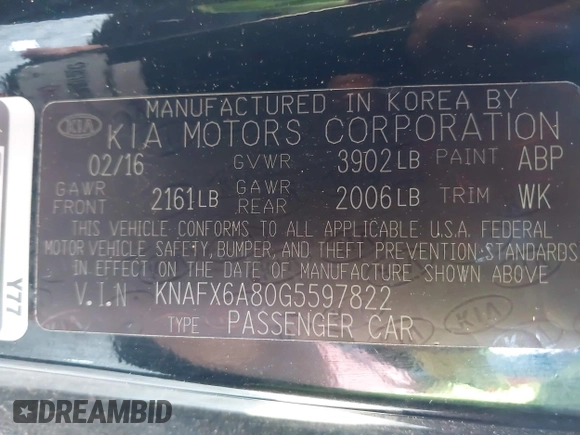 MANUFACTURED IN KOREA BY
KIA KIA MOTORS CORPORATION
02/16 GVWR 3902LB PAINT ABP
GAWR FRONT 2161LB GAWR REAR 2006LB TRIM WK
THIS VEHICLE CONFORMS TO ALL APPLICABLE U.S.A. FEDERAL
MOTOR VEHICLE SAFETY, BUMPER, AND THEFT PREVENTION STANDARDS
IN EFFECT ON THE DATE OF MANUFACTURE SHOWN ABOVE
V.I.N KNAFX6A80G5597822
TYPE PASSENGER CAR
Y77
DREAMBID